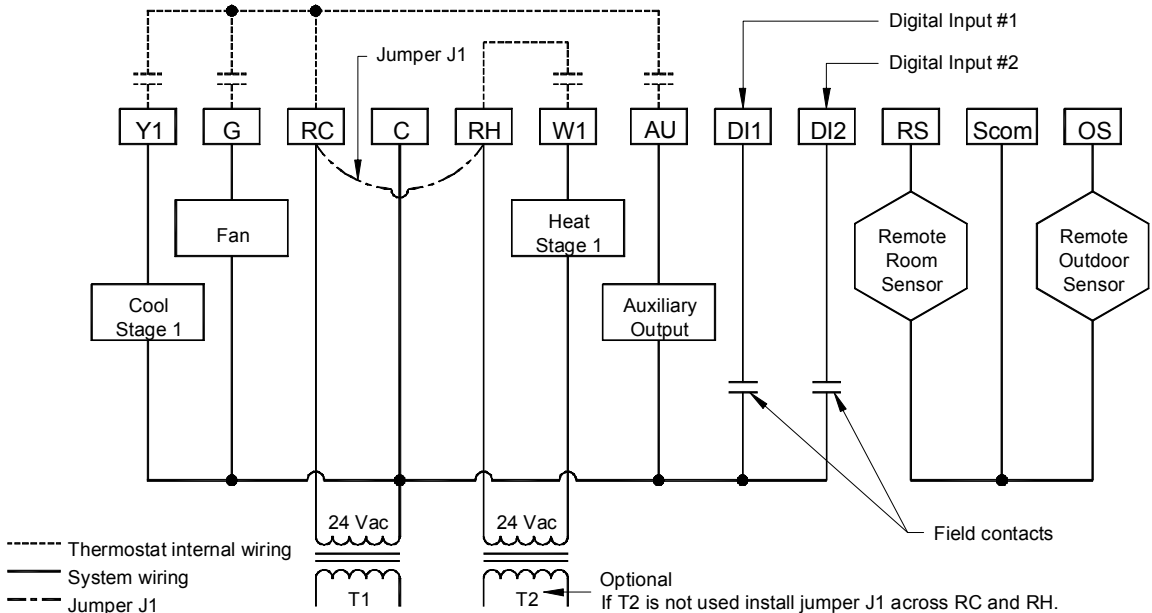 Digital Input #1
Jumper J1
Digital Input #2
Y1 G RC C RH W1 AU DI1 DI2 RS Scom OS
Fan
Heat
Stage 1
Remote
Room
Sensor
Remote
Outdoor
Sensor
Cool
Stage 1
Auxiliary
Output
24 Vac 24 Vac
Field contacts
Thermostat internal wiring
System wiring
Jumper J1
T1 T2
Optional
If T2 is not used install jumper J1 across RC and RH.